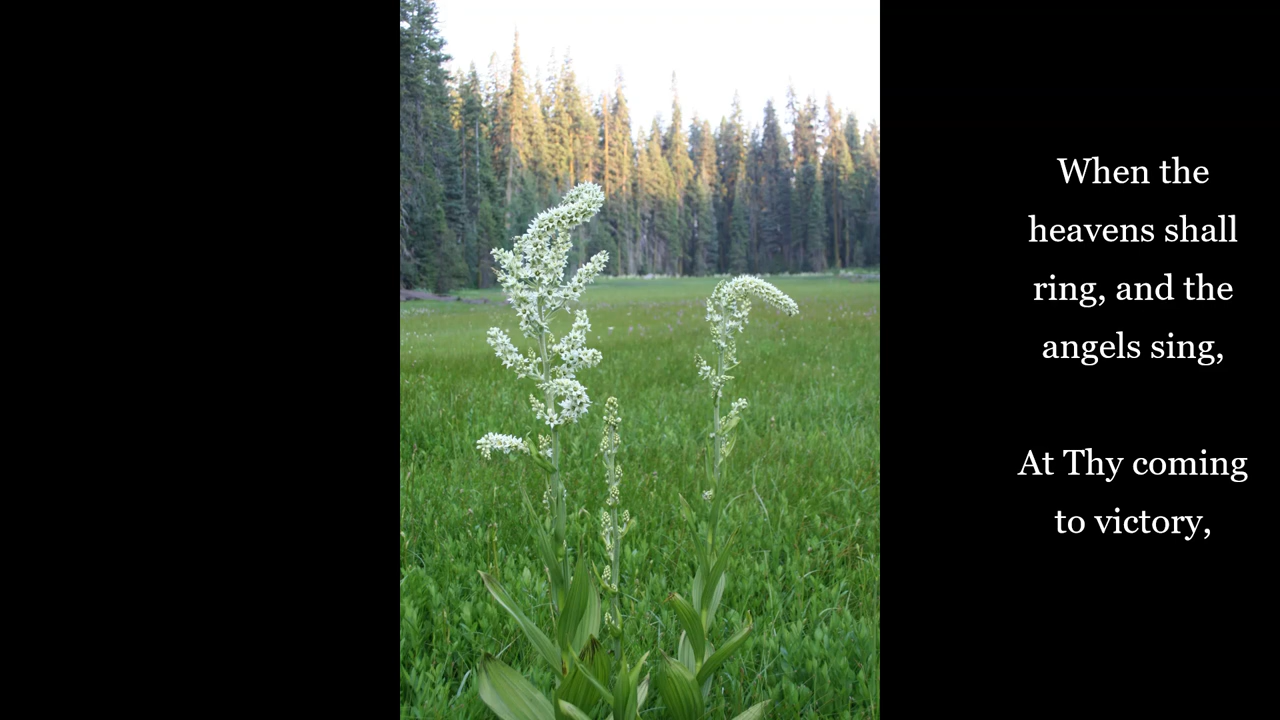 When the
heavens shall
ring, and the
angels sing,
At Thy coming
to victory,